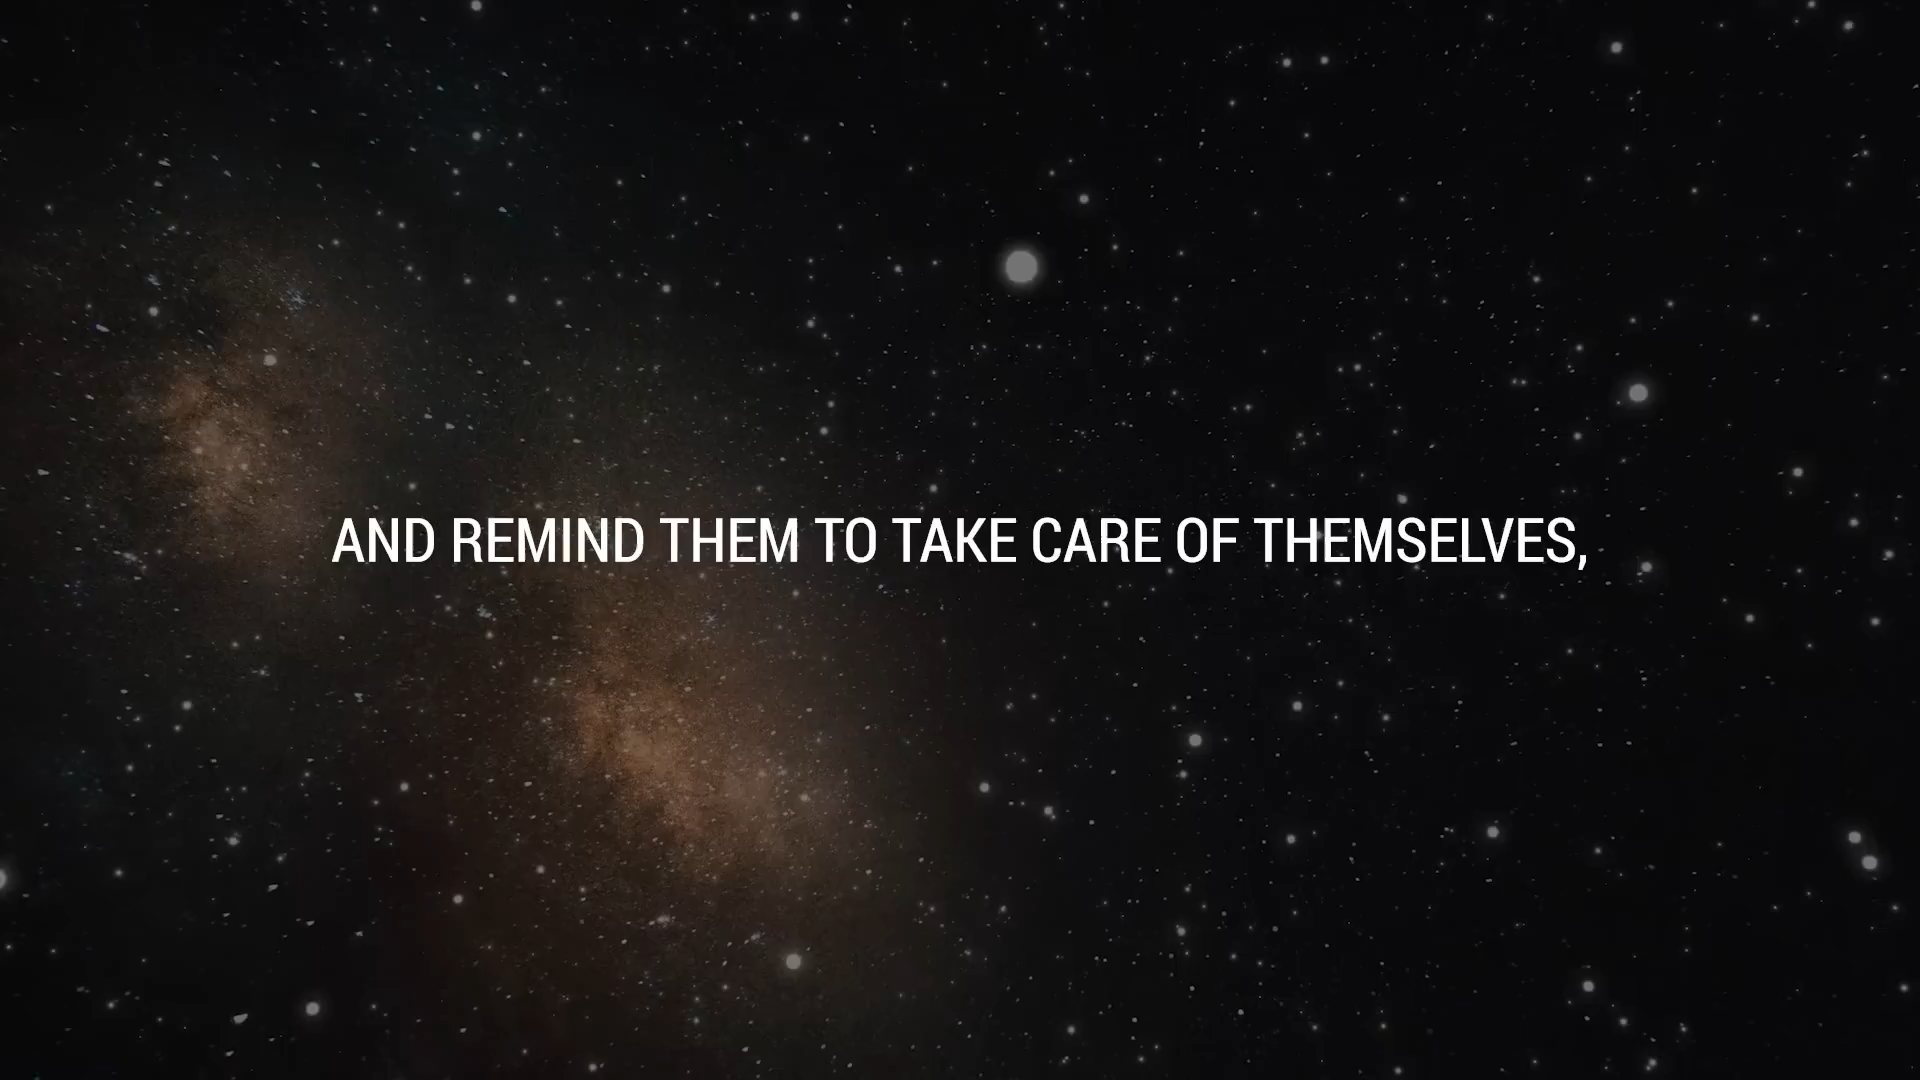 AND REMIND THEM TO TAKE CARE OF THEMSELVES,